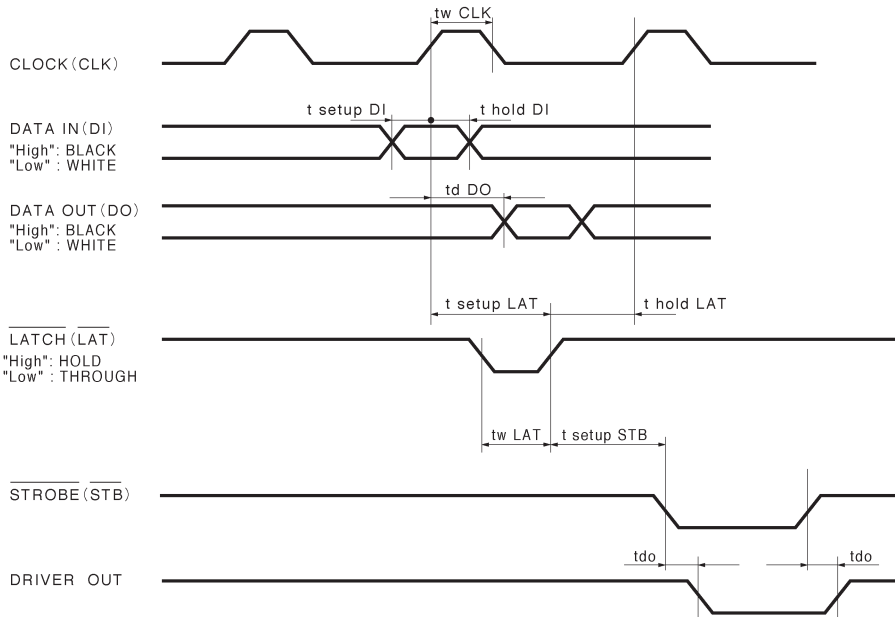 tw CLK
CLOCK(CLK)
t setup DI
t hold DI
DATA IN(DI)
"High": BLACK
"Low" : WHITE
td DO
DATA OUT(DO)
"High": BLACK
"Low" : WHITE
t setup LAT
t hold LAT
LATCH(LAT)
"High": HOLD
"Low" : THROUGH
tw LAT
t setup STB
STROBE(STB)
tdo
tdo
DRIVER OUT